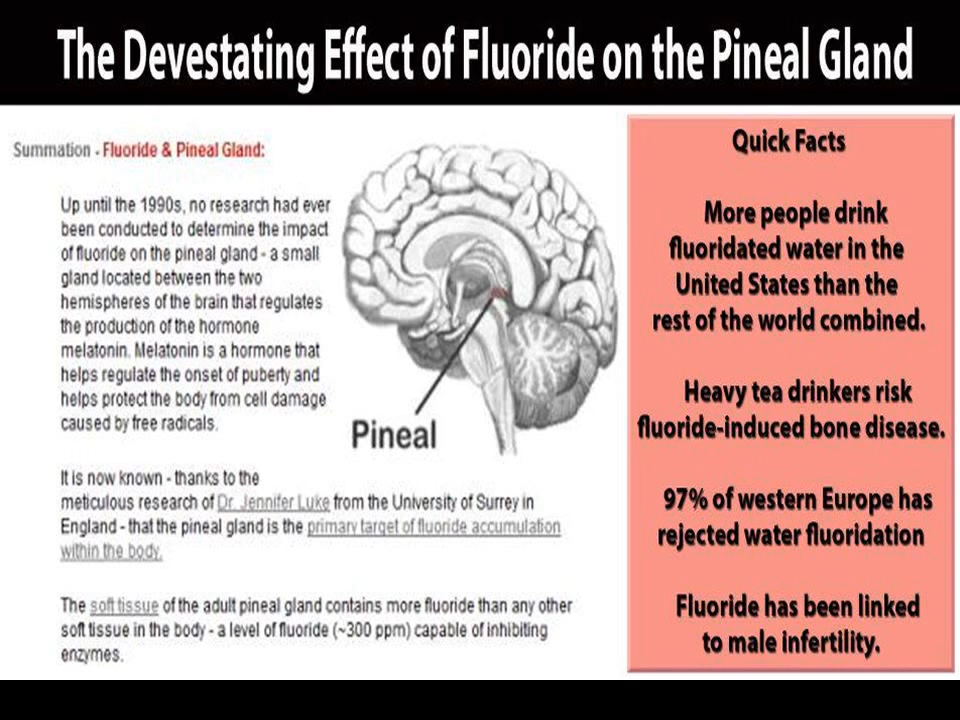 The Devestating Effect of Fluoride on the Pineal Gland
Summation - Fluoride & Pineal Gland:
Up until the 1990s, no research had ever
been conducted to determine the impact
of fluoride on the pineal gland - a small
gland located between the two
hemispheres of the brain that regulates
the production of the hormone
melatonin. Melatonin is a hormone that
helps regulate the onset of puberty and
helps protect the body from cell damage
caused by free radicals.
Pineal
It is now known - thanks to the
meticulous research of Dr. Jennifer Luke from the University of Surrey in
England - that the pineal gland is the primary target of fluoride accumulation
within the body.
The soft tissue of the adult pineal gland contains more fluoride than any other
soft tissue in the body - a level of fluoride (~300 ppm) capable of inhibiting
enzymes.
Quick Facts
More people drink
fluoridated water in the
United States than the
rest of the world combined.
Heavy tea drinkers risk
fluoride-induced bone disease.
97% of western Europe has
rejected water fluoridation
Fluoride has been linked
to male infertility.